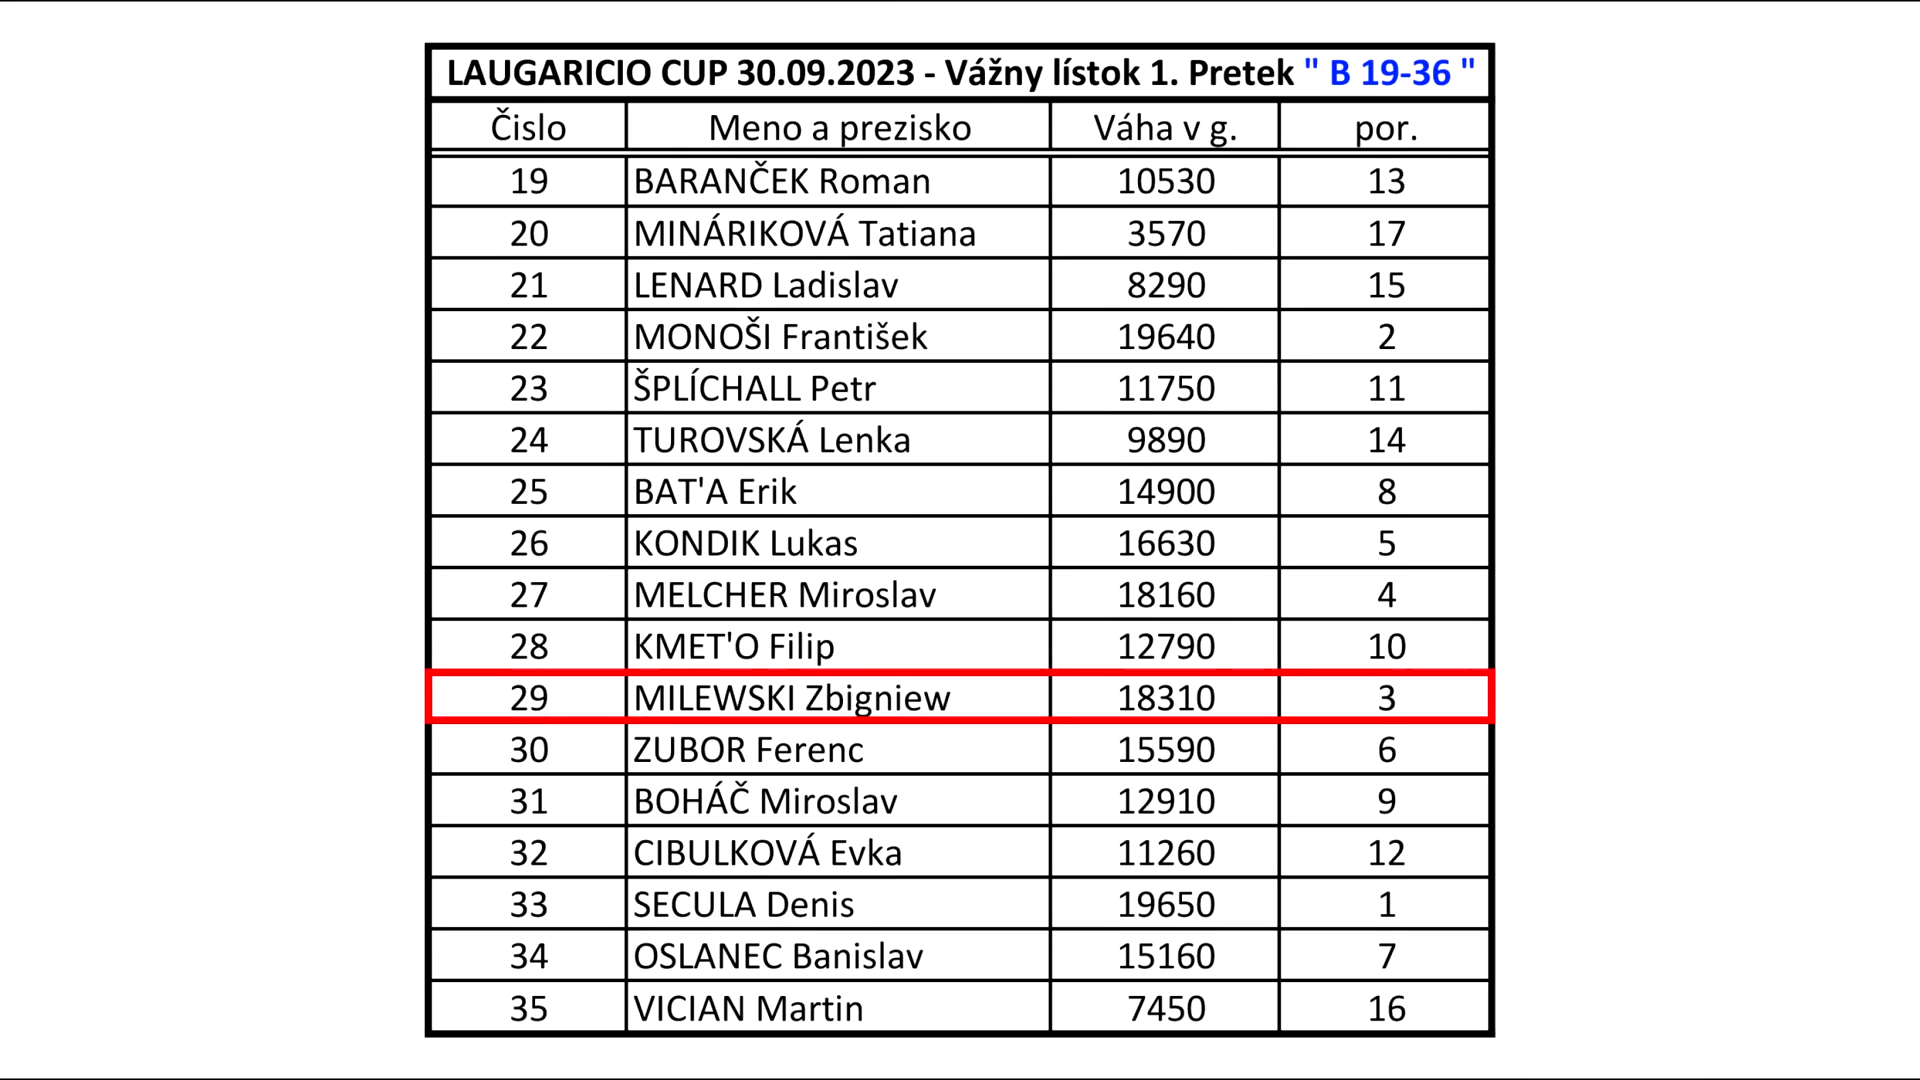 LAUGARICIO CUP 30.09.2023 - Vážny lístok 1. Pretek " B 19-36 "
Čislo Meno a prezisko Váha v g. por.
19 BARANČEK Roman 10530 13
20 MINÁRIKOVÁ Tatiana 3570 17
21 LENARD Ladislav 8290 15
22 MONOŠI František 19640 2
23 ŠPLÍCHALL Petr 11750 11
24 TUROVSKÁ Lenka 9890 14
25 BAT'A Erik 14900 8
26 KONDIK Lukas 16630 5
27 MELCHER Miroslav 18160 4
28 KMET'O Filip 12790 10
29 MILEWSKI Zbigniew 18310 3
30 ZUBOR Ferenc 15590 6
31 BOHÁČ Miroslav 12910 9
32 CIBULKOVÁ Evka 11260 12
33 SECULA Denis 19650 1
34 OSLANEC Banislav 15160 7
35 VICIAN Martin 7450 16